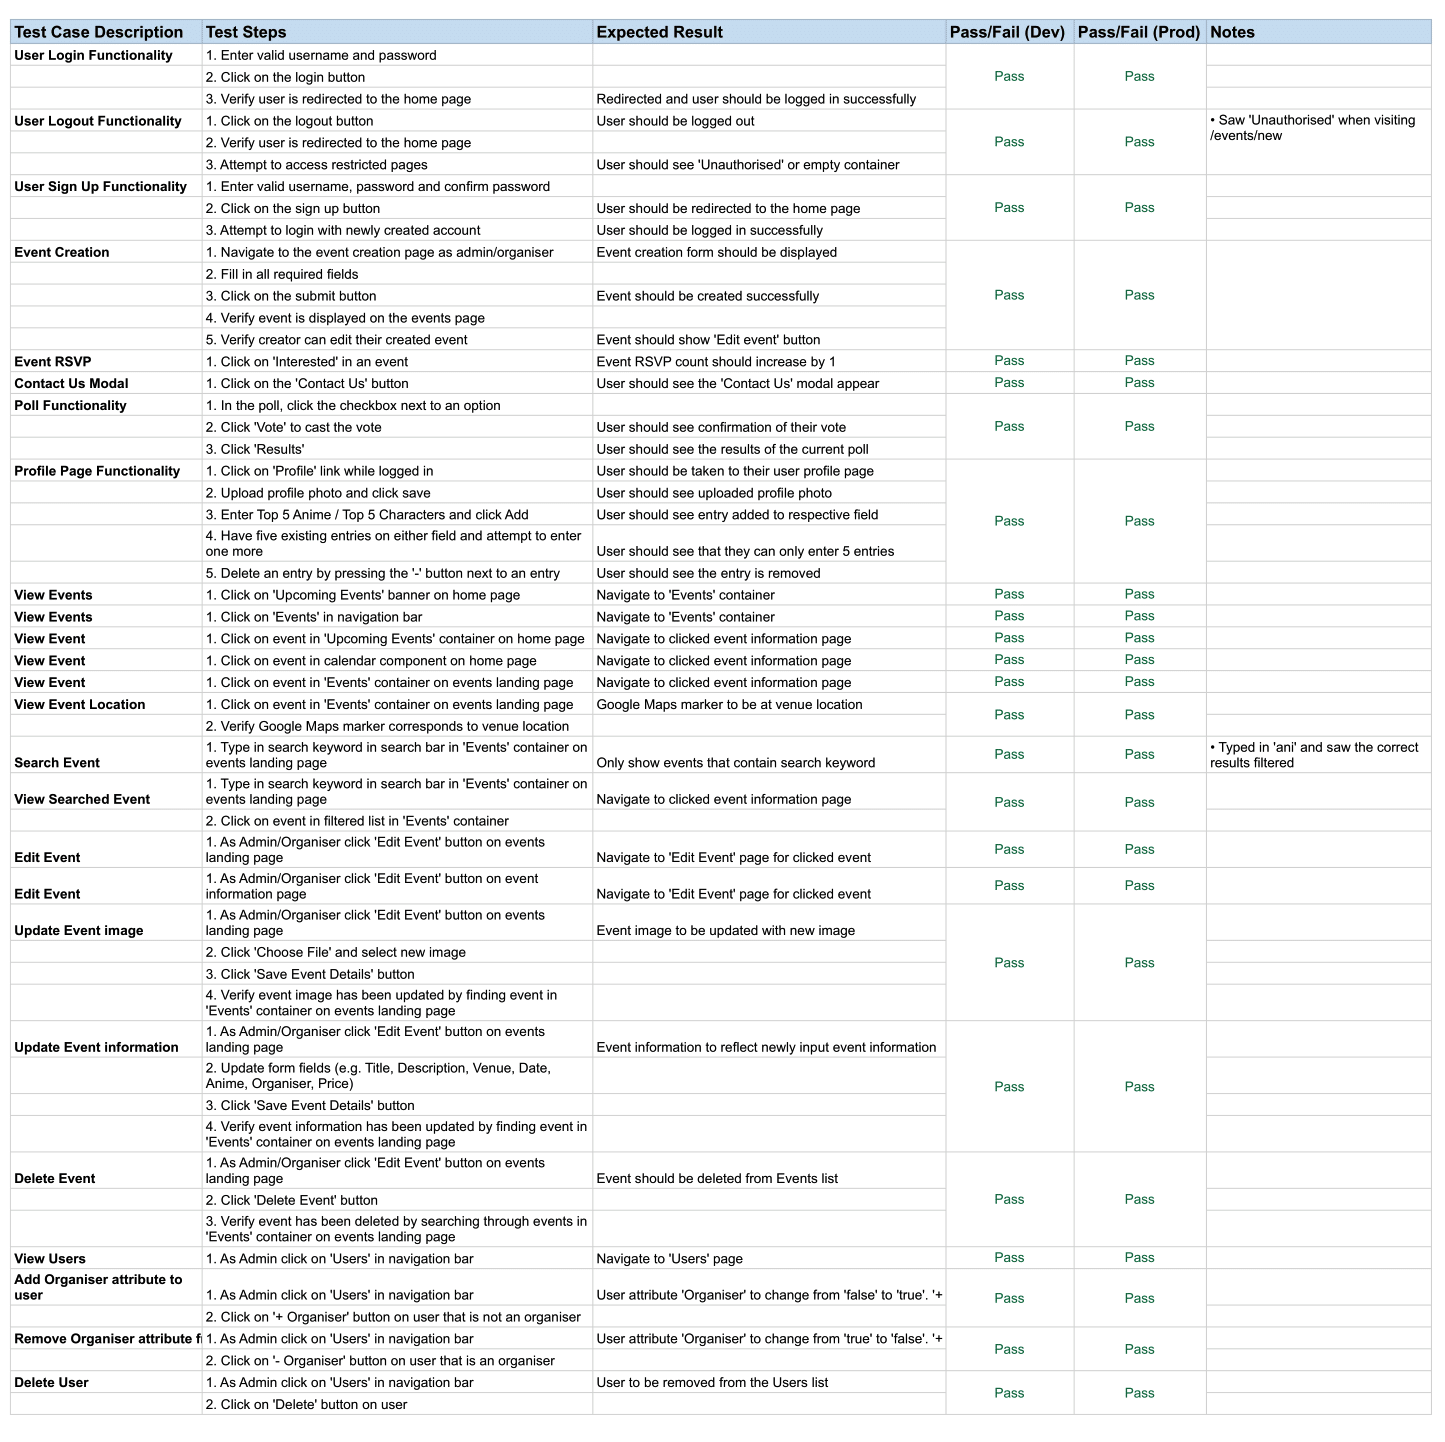 Test Case Description Test Steps Expected Result Pass/Fail (Dev) Pass/Fail (Prod) Notes
User Login Functionality 1. Enter valid username and password
2. Click on the login button Pass Pass
3. Verify user is redirected to the home page Redirected and user should be logged in successfully
User Logout Functionality 1. Click on the logout button User should be logged out • Saw 'Unauthorised' when visiting
/events/new
2. Verify user is redirected to the home page Pass Pass
3. Attempt to access restricted pages User should see 'Unauthorised' or empty container
User Sign Up Functionality 1. Enter valid username, password and confirm password
2. Click on the sign up button User should be redirected to the home page Pass Pass
3. Attempt to login with newly created account User should be logged in successfully
Event Creation 1. Navigate to the event creation page as admin/organiser Event creation form should be displayed
2. Fill in all required fields
3. Click on the submit button Event should be created successfully Pass Pass
4. Verify event is displayed on the events page
5. Verify creator can edit their created event Event should show 'Edit event' button
Event RSVP 1. Click on 'Interested' in an event Event RSVP count should increase by 1 Pass Pass
Contact Us Modal 1. Click on the 'Contact Us' button User should see the 'Contact Us' modal appear Pass Pass
Poll Functionality 1. In the poll, click the checkbox next to an option
2. Click 'Vote' to cast the vote User should see confirmation of their vote Pass Pass
3. Click 'Results' User should see the results of the current poll
Profile Page Functionality 1. Click on 'Profile' link while logged in User should be taken to their user profile page
2. Upload profile photo and click save User should see uploaded profile photo
3. Enter Top 5 Anime / Top 5 Characters and click Add User should see entry added to respective field
Pass Pass
4. Have five existing entries on either field and attempt to enter
one more User should see that they can only enter 5 entries
5. Delete an entry by pressing the '-' button next to an entry User should see the entry is removed
View Events 1. Click on 'Upcoming Events' banner on home page Navigate to 'Events' container Pass Pass
View Events 1. Click on 'Events' in navigation bar Navigate to 'Events' container Pass Pass
View Event 1. Click on event in 'Upcoming Events' container on home page Navigate to clicked event information page Pass Pass
View Event 1. Click on event in calendar component on home page Navigate to clicked event information page Pass Pass
View Event 1. Click on event in 'Events' container on events landing page Navigate to clicked event information page Pass Pass
View Event Location 1. Click on event in 'Events' container on events landing page Google Maps marker to be at venue location
Pass Pass
2. Verify Google Maps marker corresponds to venue location
1. Type in search keyword in search bar in 'Events' container on Pass Pass • Typed in 'ani' and saw the correct
Search Event events landing page Only show events that contain search keyword results filtered
1. Type in search keyword in search bar in 'Events' container on
View Searched Event events landing page Navigate to clicked event information page Pass Pass
2. Click on event in filtered list in 'Events' container
1. As Admin/Organiser click 'Edit Event' button on events Pass Pass
Edit Event landing page Navigate to 'Edit Event' page for clicked event
1. As Admin/Organiser click 'Edit Event' button on event Pass Pass
Edit Event information page Navigate to 'Edit Event' page for clicked event
1. As Admin/Organiser click 'Edit Event' button on events
Update Event image landing page Event image to be updated with new image
2. Click 'Choose File' and select new image
Pass Pass
3. Click 'Save Event Details' button
4. Verify event image has been updated by finding event in
'Events' container on events landing page
1. As Admin/Organiser click 'Edit Event' button on events
Update Event information landing page Event information to reflect newly input event information
2. Update form fields (e.g. Title, Description, Venue, Date,
Anime, Organiser, Price) Pass Pass
3. Click 'Save Event Details' button
4. Verify event information has been updated by finding event in
'Events' container on events landing page
1. As Admin/Organiser click 'Edit Event' button on events
Delete Event landing page Event should be deleted from Events list
2. Click 'Delete Event' button Pass Pass
3. Verify event has been deleted by searching through events in
'Events' container on events landing page
View Users 1. As Admin click on 'Users' in navigation bar Navigate to 'Users' page Pass Pass
Add Organiser attribute to
user 1. As Admin click on 'Users' in navigation bar User attribute 'Organiser' to change from 'false' to 'true'. '+
Pass Pass
2. Click on '+ Organiser' button on user that is not an organiser
Remove Organiser attribute f 1. As Admin click on 'Users' in navigation bar User attribute 'Organiser' to change from 'true' to 'false'. '+
Pass Pass
2. Click on '- Organiser' button on user that is an organiser
Delete User 1. As Admin click on 'Users' in navigation bar User to be removed from the Users list
Pass Pass
2. Click on 'Delete' button on user